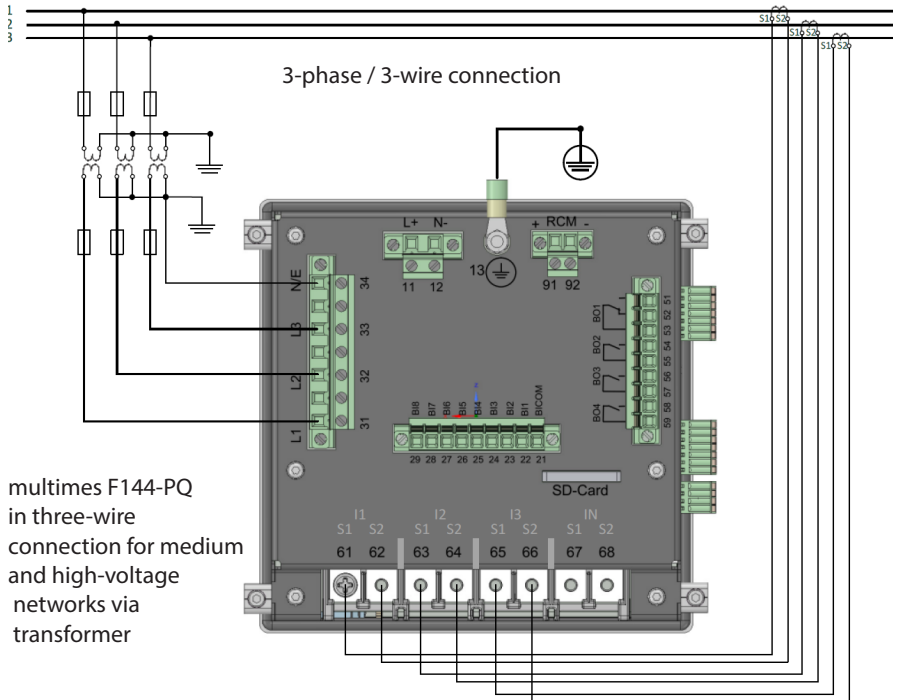 1
2
3
S1 S2
S1 S2
S1 S2
3-phase / 3-wire connection
L+ N-
11 12
13
+ RCM -
91 92
N/E
L3
L2
L1
34
33
32
31
BO1
BO2
BO3
BO4
51
52
53
54
55
56
57
58
59
BI8 BI7 BI6 BI5 BI4 BI3 BI2 BI1 BICOM
29 28 27 26 25 24 23 22 21
SD-Card
multimes F144-PQ
in three-wire
connection for medium
and high-voltage
networks via
transformer
I1 I2 I3 IN
S1 S2 S1 S2 S1 S2 S1 S2
61 62 63 64 65 66 67 68